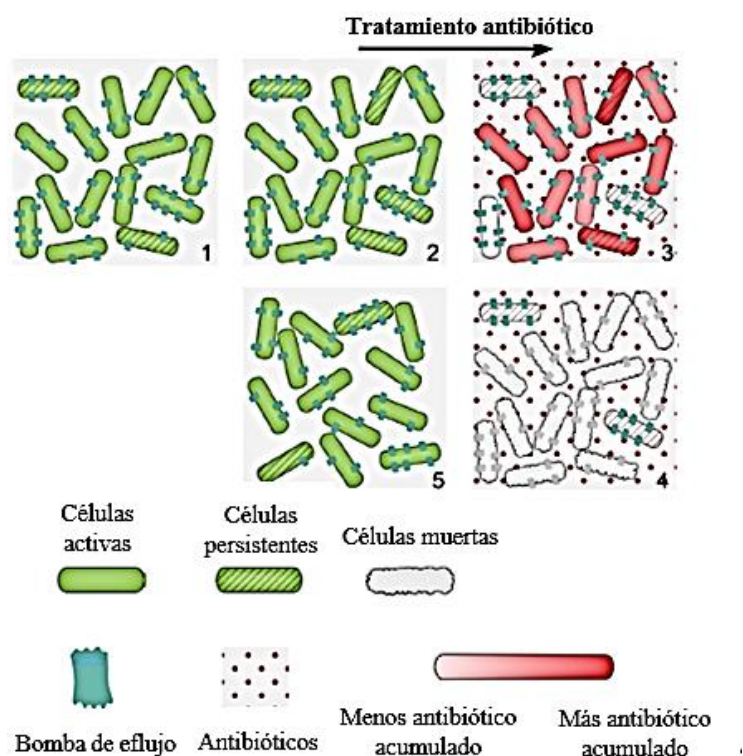 Tratamiento antibiótico
1
2
3
5
4
Células
activas
Células
persistentes
Células muertas
Bomba de eflujo
Antibióticos
Menos antibiótico
acumulado
Más antibiótico
acumulado